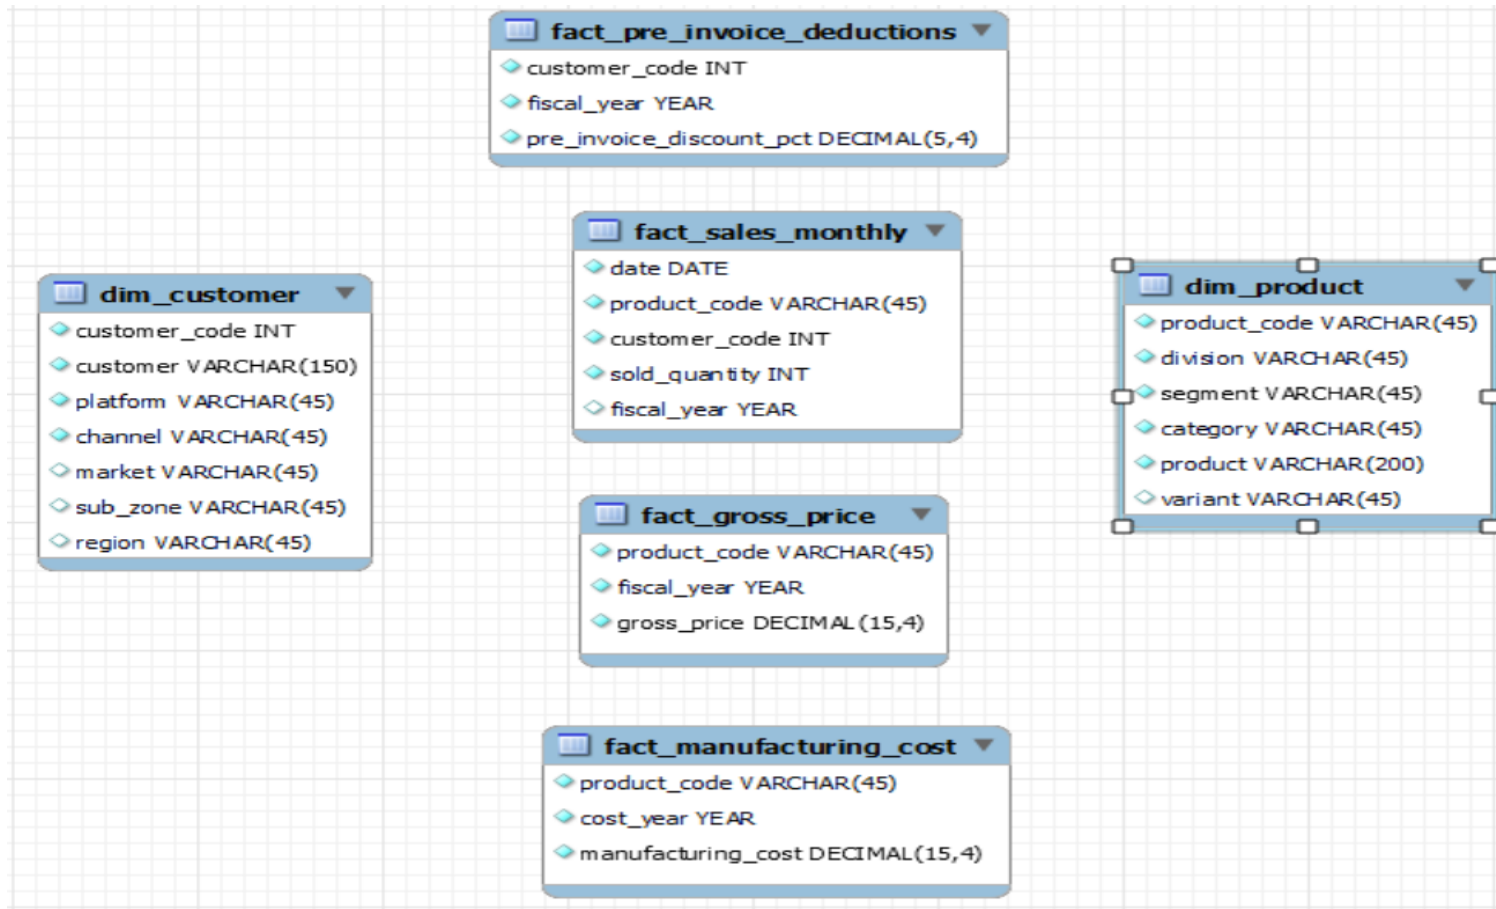 fact_pre_invoice_deductions
customer_code INT
fiscal_year YEAR
pre_invoice_discount_pct DECIMAL(5,4)
fact_sales_monthly
date DATE
product_code VARCHAR(45)
customer_code INT
sold_quantity INT
fiscal_year YEAR
dim_customer
customer_code INT
customer VARCHAR(150)
platform VARCHAR(45)
channel VARCHAR(45)
market VARCHAR(45)
sub_zone VARCHAR(45)
region VARCHAR(45)
dim_product
product_code VARCHAR(45)
division VARCHAR(45)
segment VARCHAR(45)
category VARCHAR(45)
product VARCHAR(200)
variant VARCHAR(45)
fact_gross_price
product_code VARCHAR(45)
fiscal_year YEAR
gross_price DECIMAL(15,4)
fact_manufacturing_cost
product_code VARCHAR(45)
cost_year YEAR
manufacturing_cost DECIMAL(15,4)